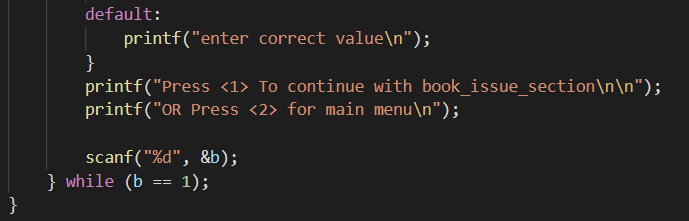 default:
printf("enter correct value\n");
}
printf("Press <1> To continue with book_issue_section\n\n");
printf("OR Press <2> for main menu\n");
scanf("%d", &b);
} while (b == 1);
}